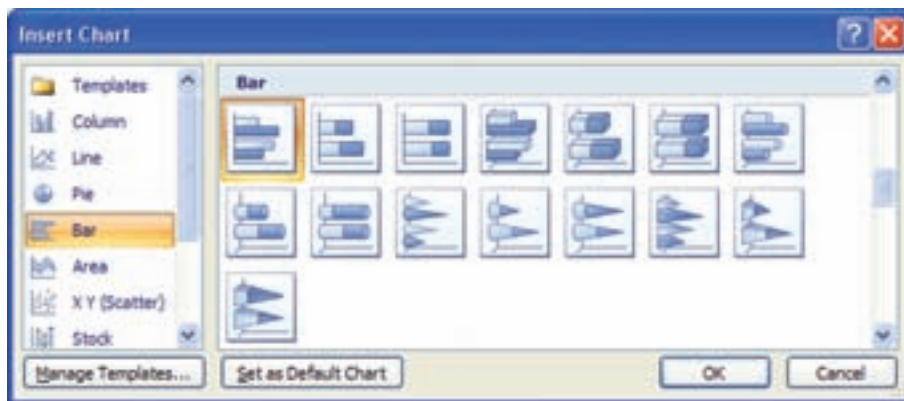 Insert Chart
?
Templates
Column
Line
Pie
Bar
Area
X Y (Scatter)
Stock
Bar
Manage Templates...
Set as Default Chart
OK
Cancel